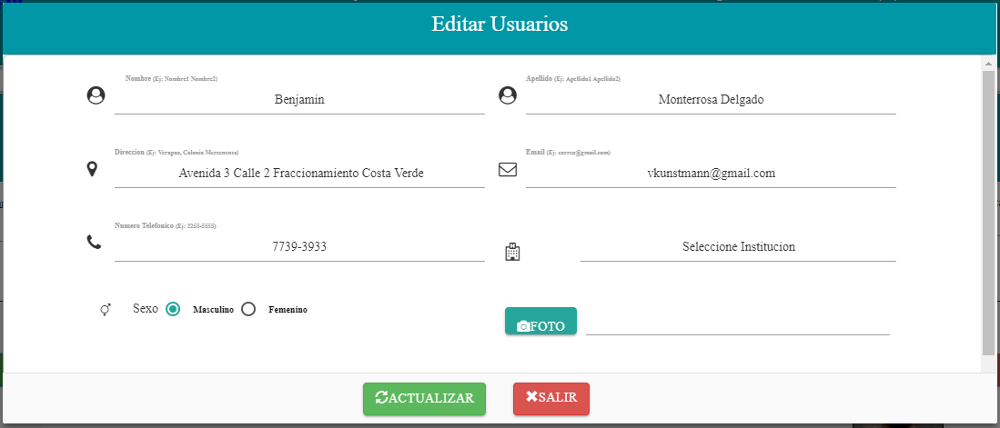 Editar Usuarios
Nombre (Ej: Nombre1 Nombre2)
Benjamin
Apellido (Ej: Apellido1 Apellido2)
Monterrosa Delgado
Direccion (Ej: Verapaz, Colonia Mercenenes)
Avenida 3 Calle 2 Fraccionamiento Costa Verde
Email (Ej: correo@gmail.com)
vkunstmann@gmail.com
Numero Telefonico (Ej: 2255-5555)
7739-3933
Seleccione Institucion
Sexo Masculino Femenino
FOTO
ACTUALIZAR
SALIR